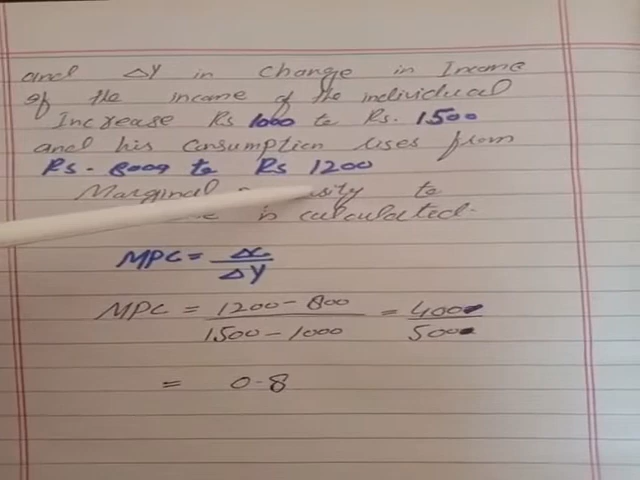 and ΔY in Change in Income
of the income of the individual
Increase Rs 1000 to Rs. 1500
and his Consumption rises from
Rs - 8000 to Rs 1200
Marginal to
is calculated.
MPC = ΔC / ΔY
MPC = 1200 - 800 / 1500 - 1000 = 400 / 500
= 0.8